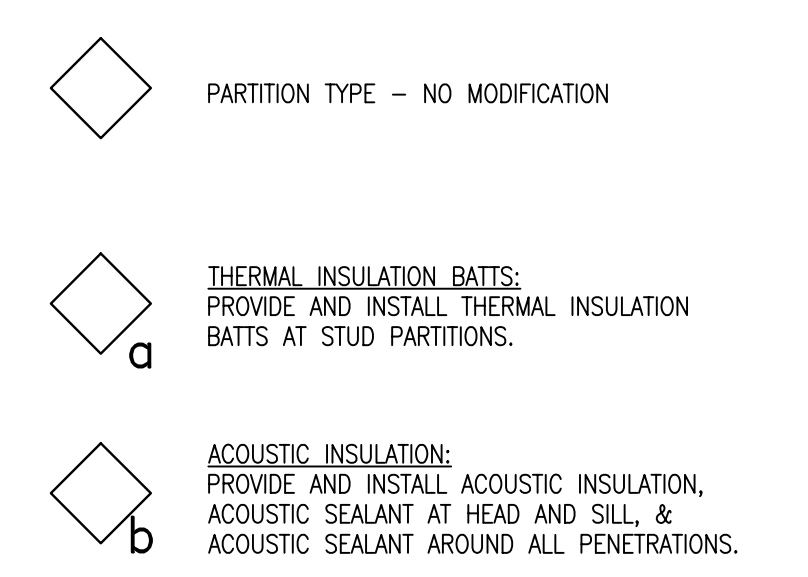 PARTITION TYPE – NO MODIFICATION
THERMAL INSULATION BATTS:
PROVIDE AND INSTALL THERMAL INSULATION
BATTS AT STUD PARTITIONS.
a
ACOUSTIC INSULATION:
PROVIDE AND INSTALL ACOUSTIC INSULATION,
ACOUSTIC SEALANT AT HEAD AND SILL, &
ACOUSTIC SEALANT AROUND ALL PENETRATIONS.
b